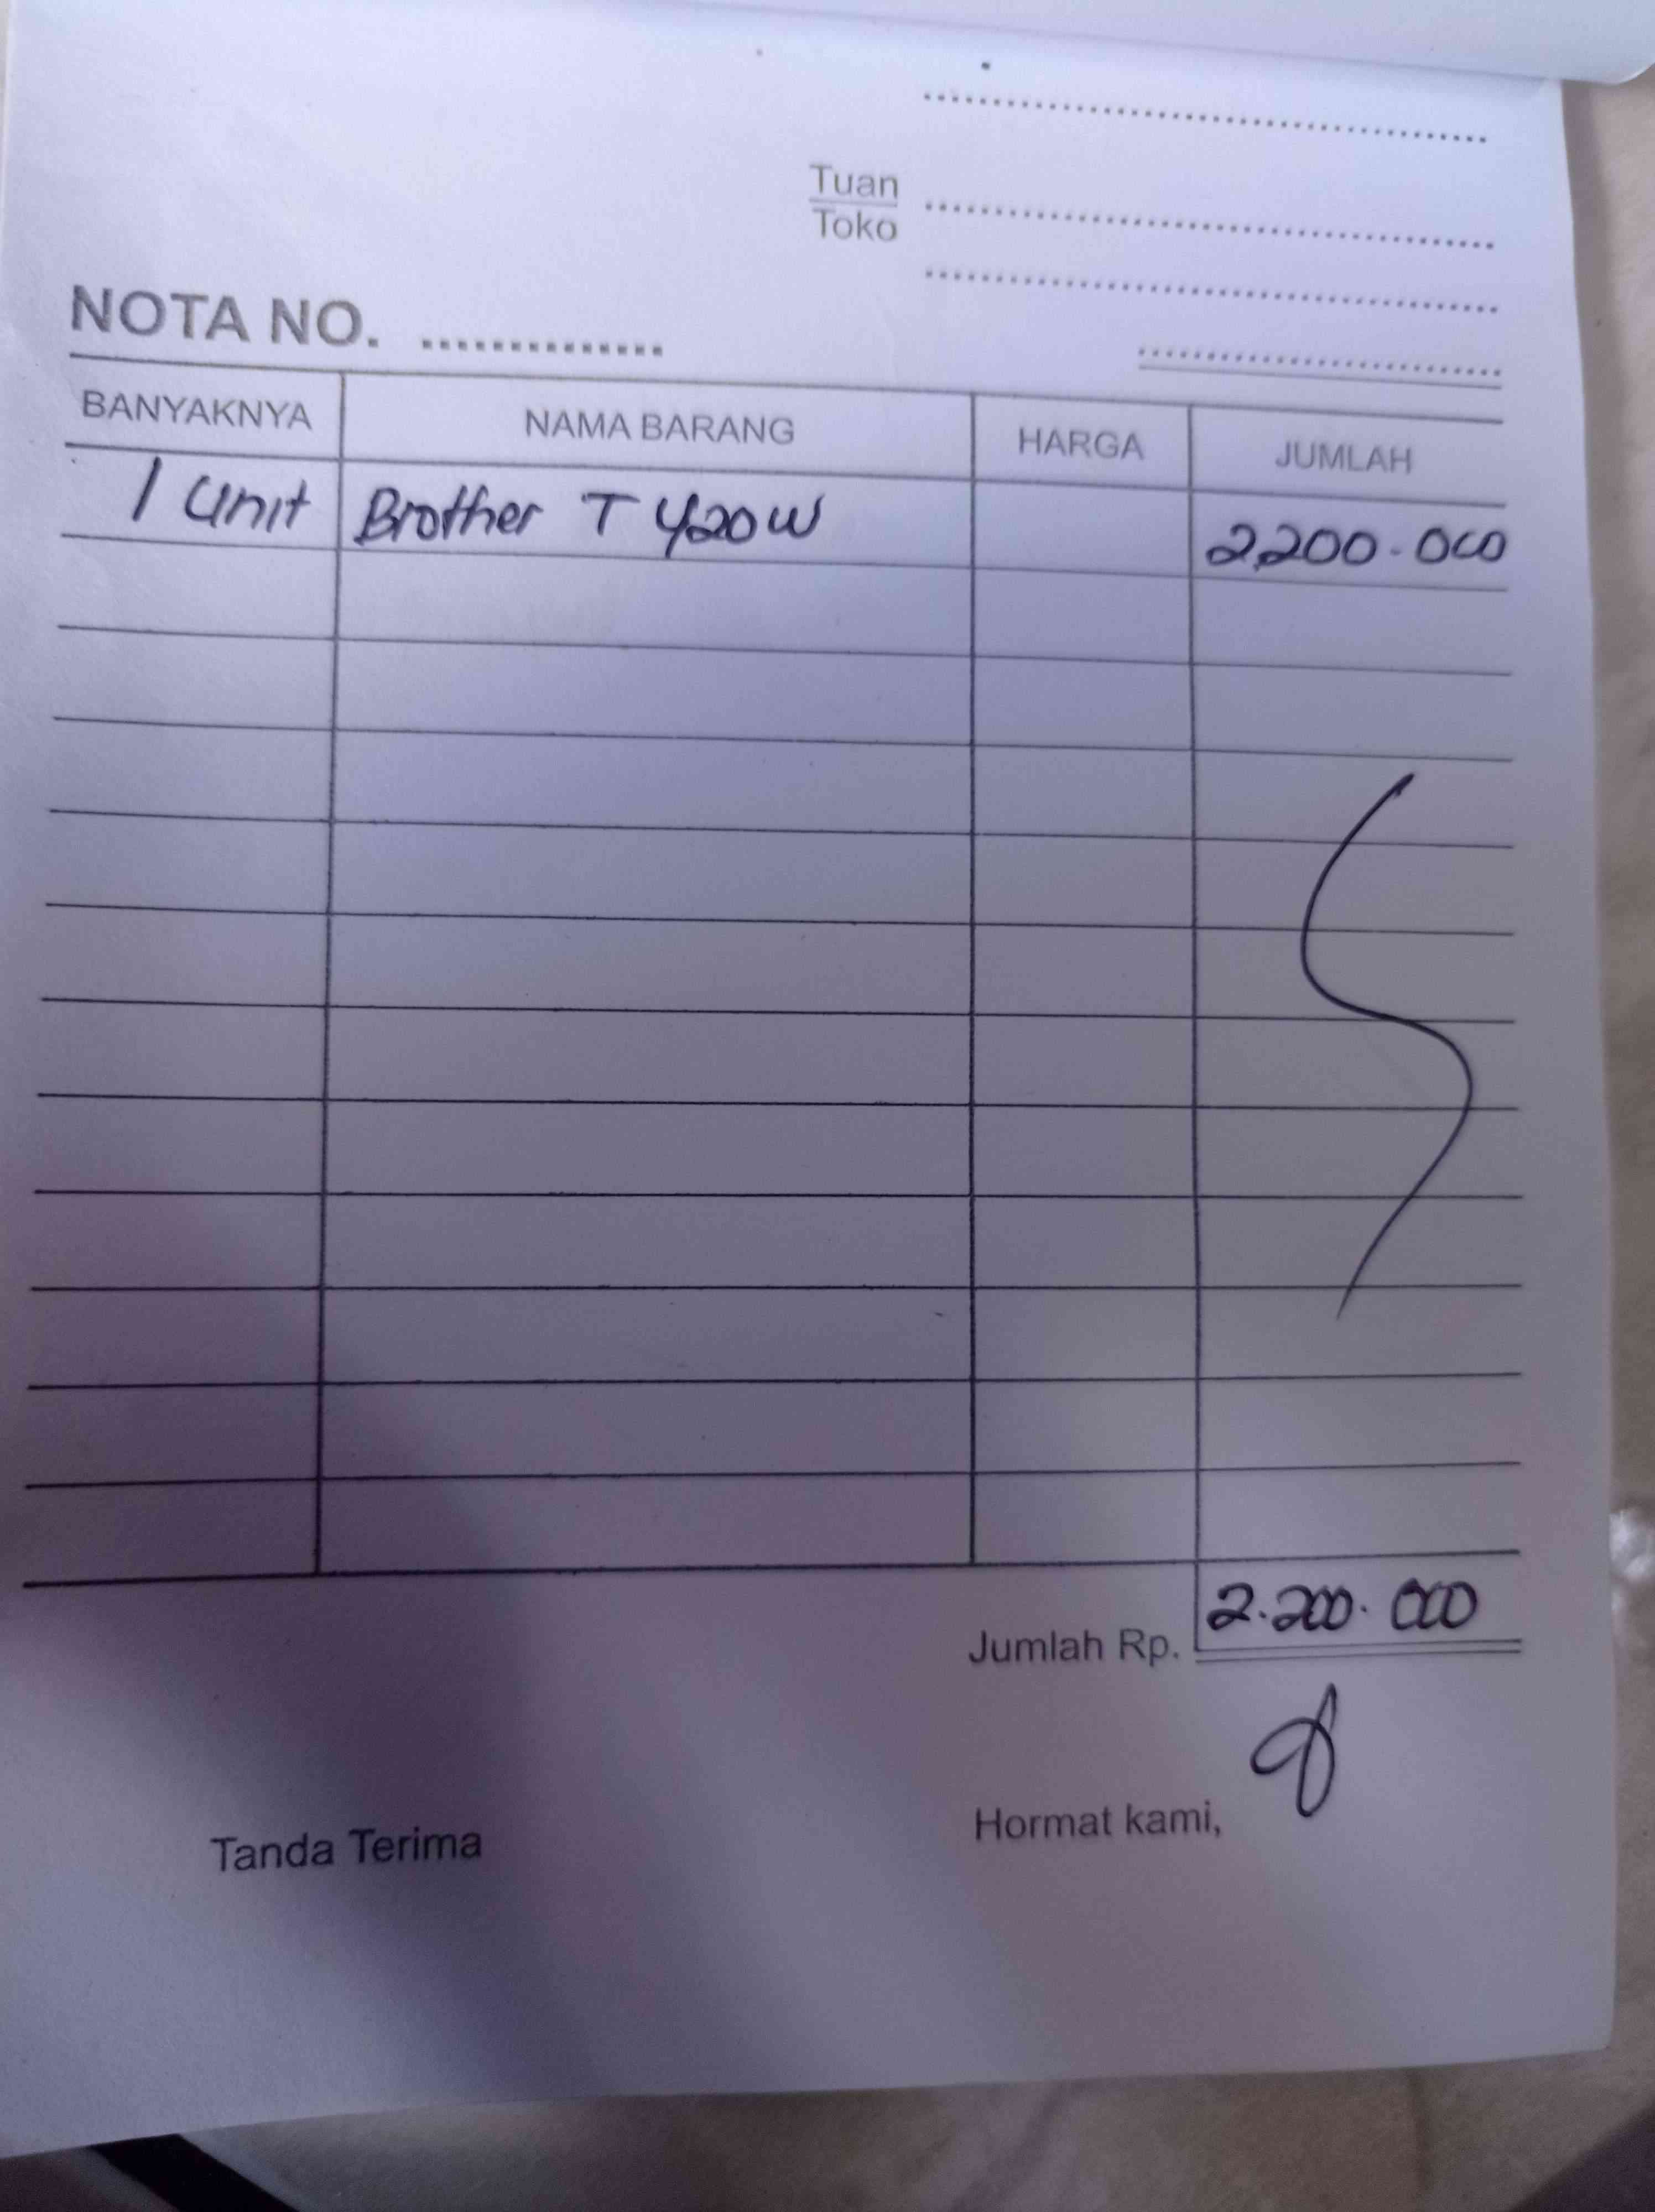 Tuan
Toko
NOTA NO. ..............
BANYAKNYA NAMA BARANG HARGA JUMLAH
1 Unit Brother T 420W 2.200.000
Jumlah Rp. 2.200.000
Tanda Terima Hormat kami,